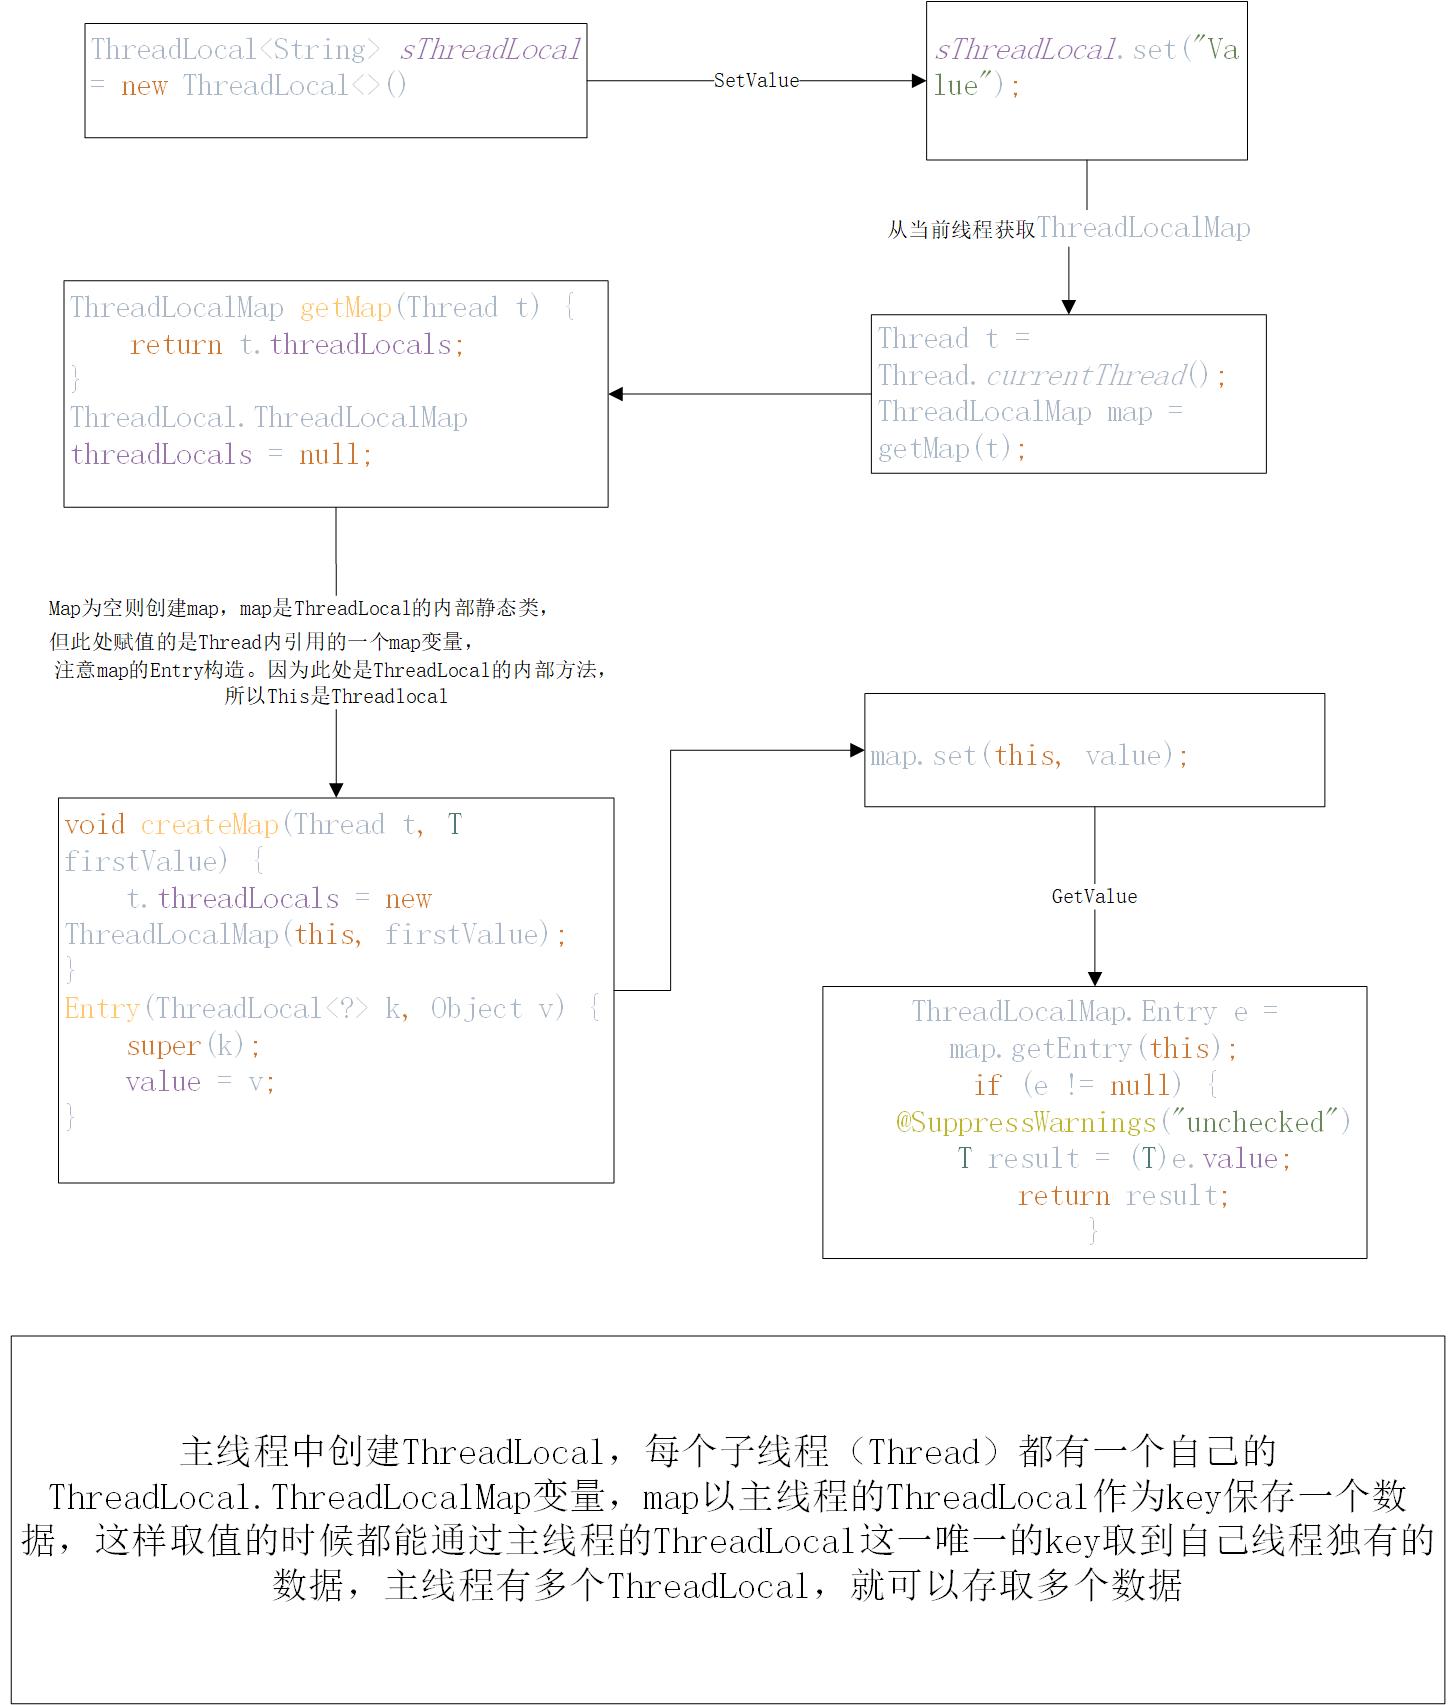 ThreadLocal<String> sThreadLocal
= new ThreadLocal<>()
SetValue
sThreadLocal.set("Va
lue");
从当前线程获取ThreadLocalMap
Thread t =
Thread.currentThread();
ThreadLocalMap map =
getMap(t);
ThreadLocalMap getMap(Thread t) {
return t.threadLocals;
}
ThreadLocal.ThreadLocalMap
threadLocals = null;
Map为空则创建map，map是ThreadLocal的内部静态类，
但此处赋值的是Thread内引用的一个map变量，
注意map的Entry构造。因为此处是ThreadLocal的内部方法，
所以This是Threadlocal
void createMap(Thread t, T
firstValue) {
t.threadLocals = new
ThreadLocalMap(this, firstValue);
}
Entry(ThreadLocal<?> k, Object v) {
super(k);
value = v;
}
map.set(this, value);
GetValue
ThreadLocalMap.Entry e =
map.getEntry(this);
if (e != null) {
@SuppressWarnings("unchecked")
T result = (T)e.value;
return result;
}
主线程中创建ThreadLocal，每个子线程（Thread）都有一个自己的
ThreadLocal.ThreadLocalMap变量，map以主线程的ThreadLocal作为key保存一个数
据，这样取值的时候都能通过主线程的ThreadLocal这一唯一的key取到自己线程独有的
数据，主线程有多个ThreadLocal，就可以存取多个数据